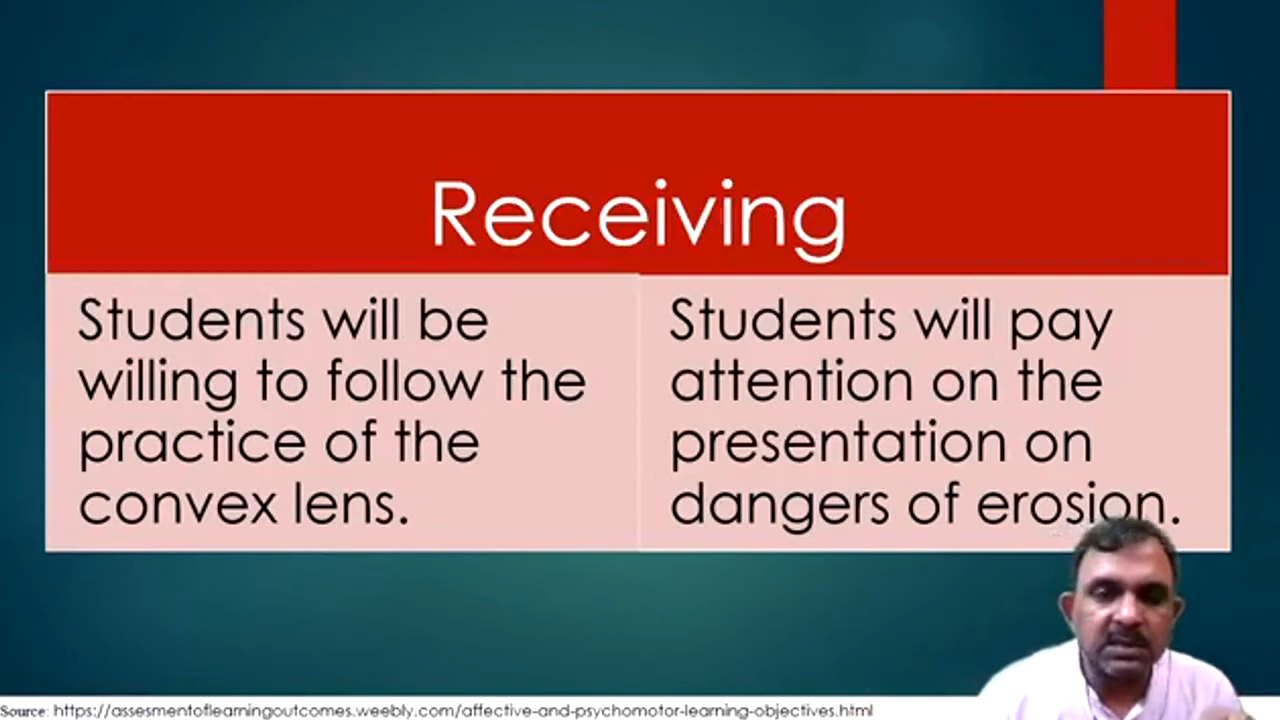 Receiving
Students will be
willing to follow the
practice of the
convex lens.
Students will pay
attention on the
presentation on
dangers of erosion.
Source: https://assesmentoflearningoutcomes.weebly.com/affective-and-psychomotor-learning-objectives.html